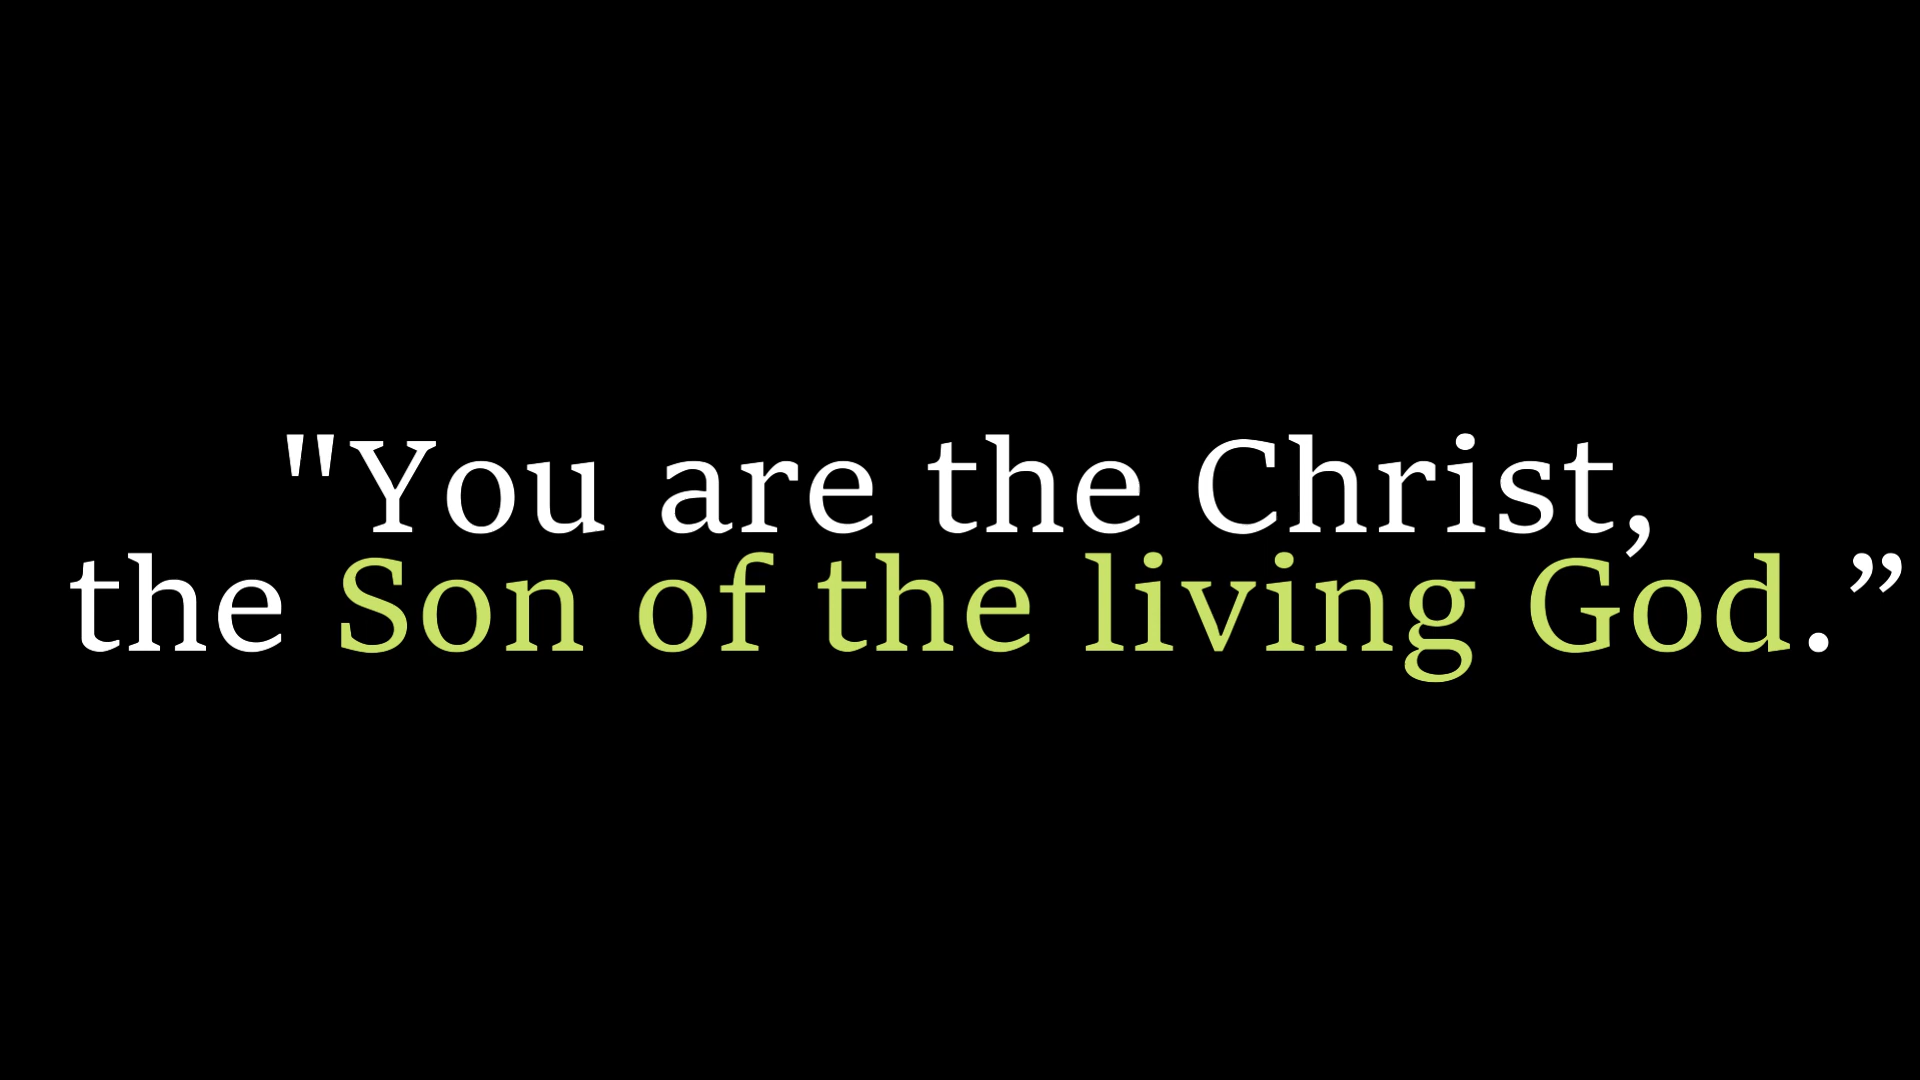 "You are the Christ,
the Son of the living God.”